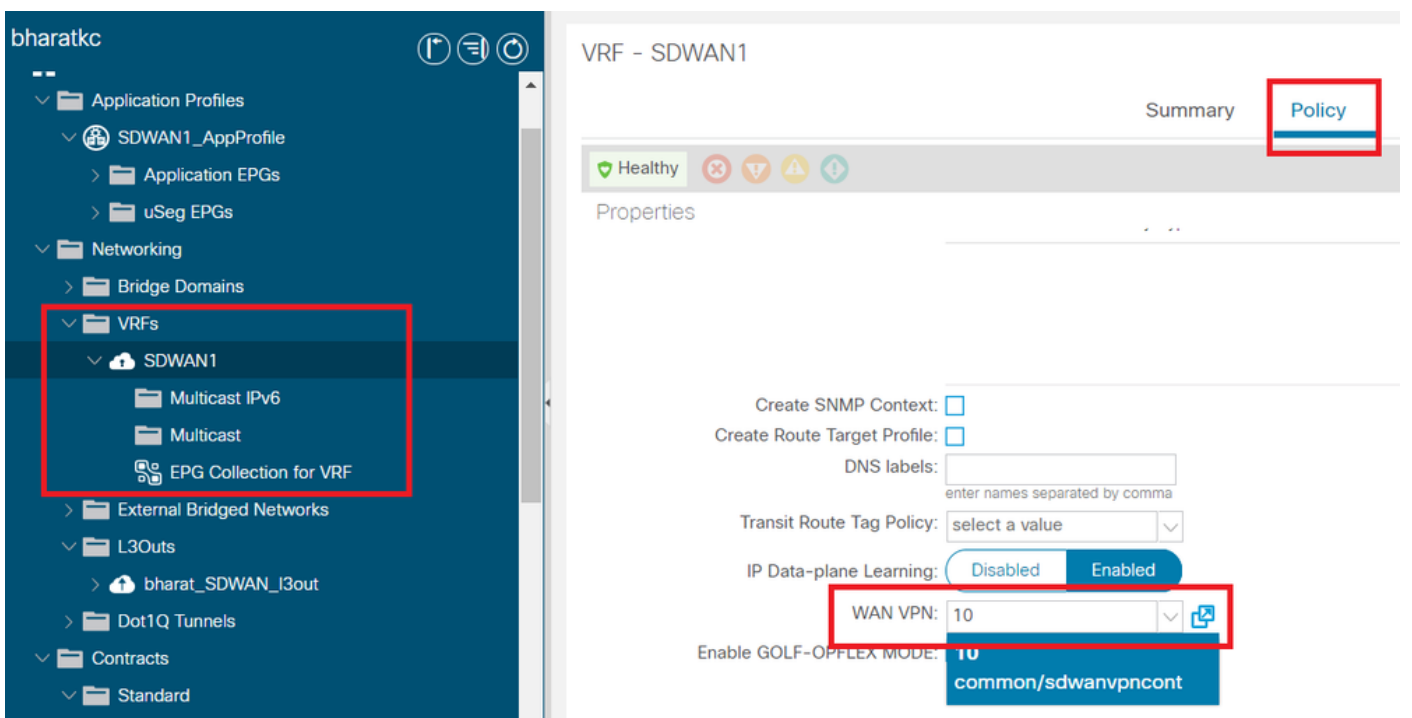 bharatkc
Application Profiles
SDWAN1_AppProfile
Application EPGs
uSeg EPGs
Networking
Bridge Domains
VRFs
SDWAN1
Multicast IPv6
Multicast
EPG Collection for VRF
External Bridged Networks
L3Outs
bharat_SDWAN_l3out
Dot1Q Tunnels
Contracts
Standard
VRF - SDWAN1
Summary Policy
Healthy
Properties
Create SNMP Context:
Create Route Target Profile:
DNS labels:
enter names separated by comma
Transit Route Tag Policy: select a value
IP Data-plane Learning: Disabled Enabled
WAN VPN: 10
Enable GOLF-OPFLEX MODE: 10
common/sdwanvpncont